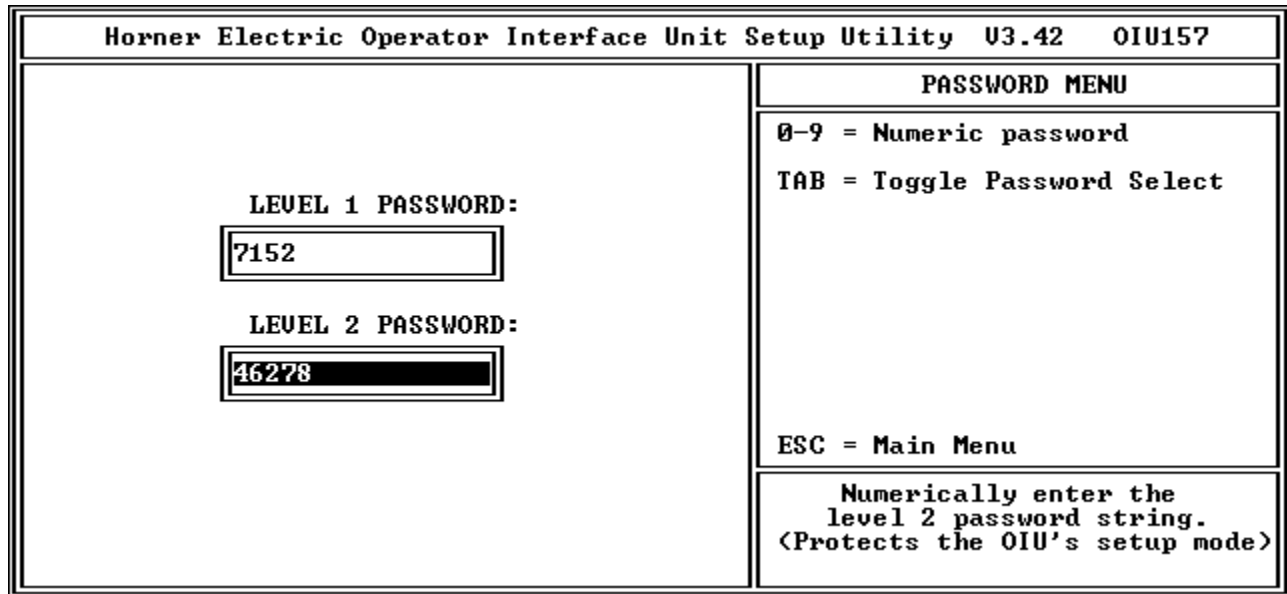 Horner Electric Operator Interface Unit Setup Utility V3.42 OIU157
LEVEL 1 PASSWORD:
7152
LEVEL 2 PASSWORD:
46278
PASSWORD MENU
0-9 = Numeric password
TAB = Toggle Password Select
ESC = Main Menu
Numerically enter the
level 2 password string.
(Protects the OIU's setup mode)